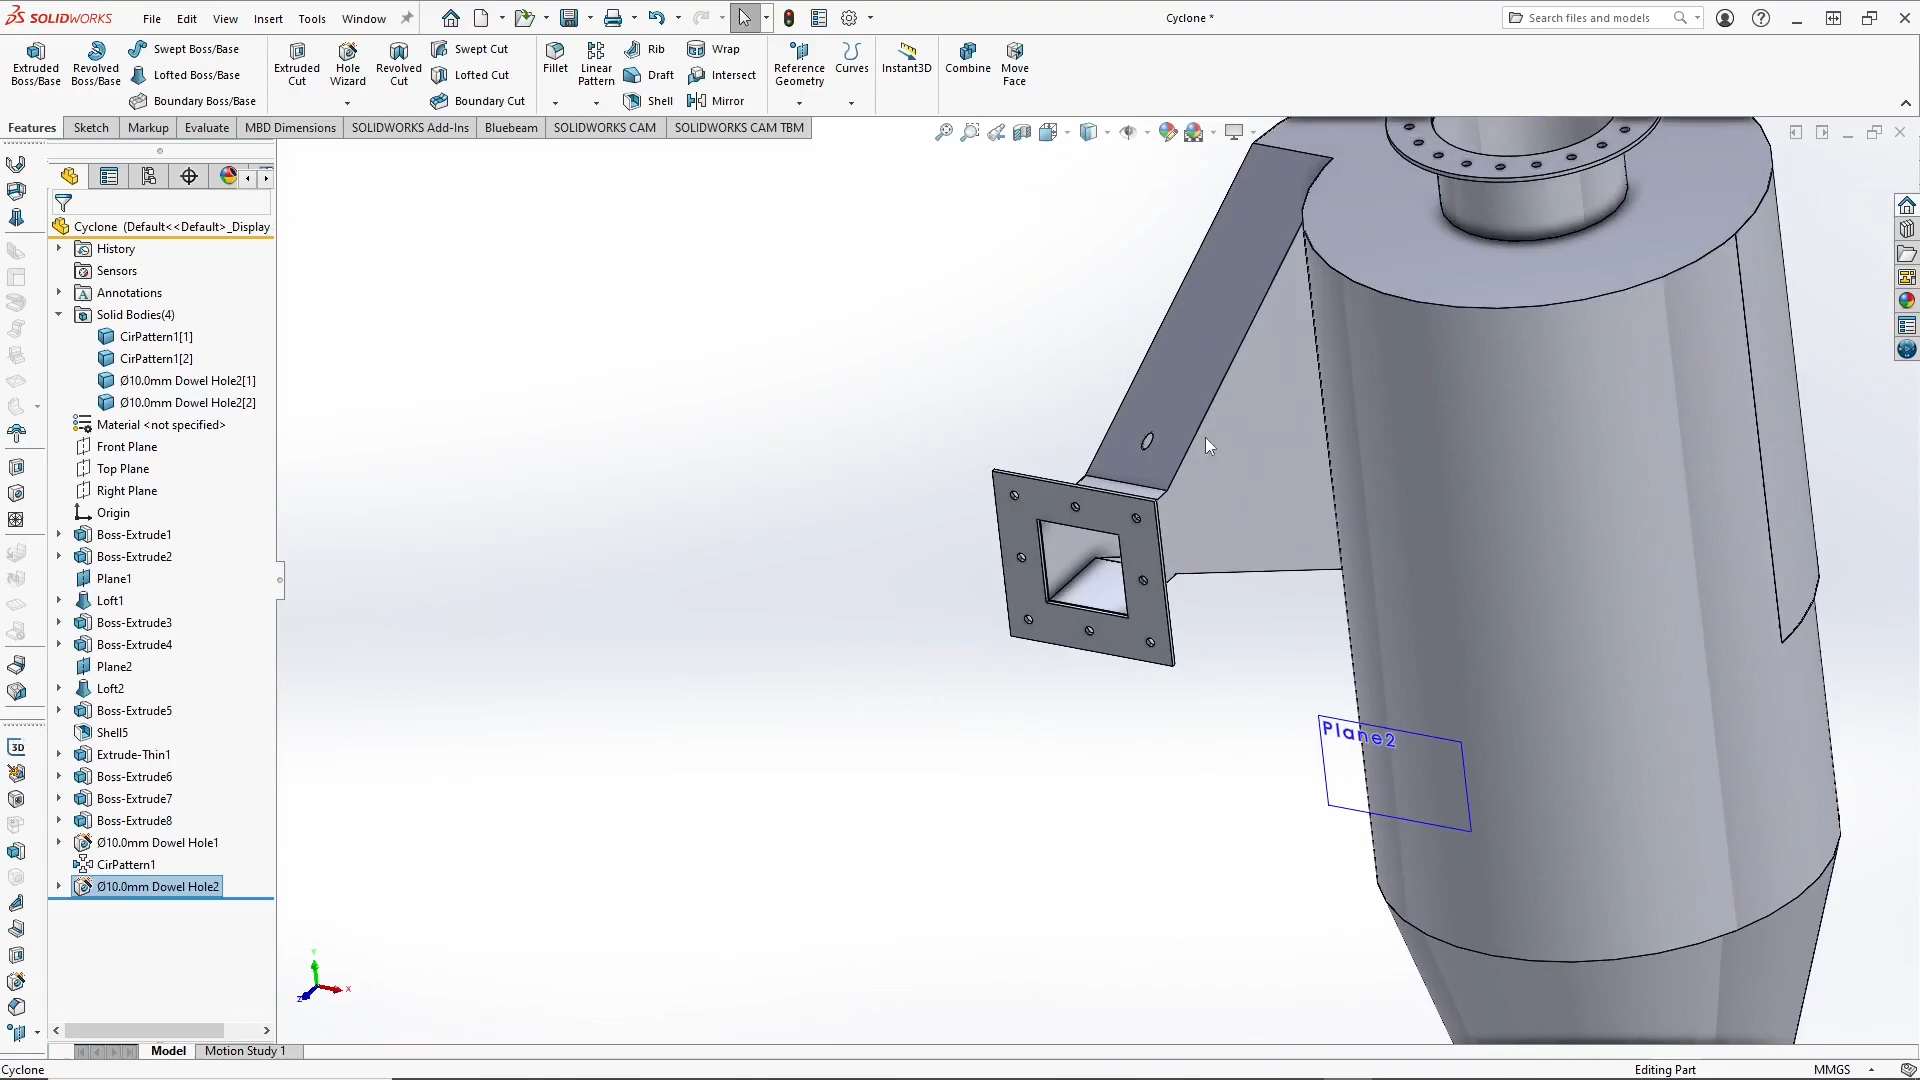 SOLIDWORKS
File
Edit
View
Insert
Tools
Window
Cyclone *
Search files and models
Extruded
Boss/Base
Revolved
Boss/Base
Swept Boss/Base
Lofted Boss/Base
Boundary Boss/Base
Extruded
Cut
Hole
Wizard
Revolved
Cut
Swept Cut
Lofted Cut
Boundary Cut
Fillet
Linear
Pattern
Rib
Draft
Shell
Wrap
Intersect
Mirror
Reference
Geometry
Curves
Instant3D
Combine
Move
Face
Features
Sketch
Markup
Evaluate
MBD Dimensions
SOLIDWORKS Add-Ins
Bluebeam
SOLIDWORKS CAM
SOLIDWORKS CAM TBM
Cyclone (Default<<Default>_Display
History
Sensors
Annotations
Solid Bodies(4)
CirPattern1[1]
CirPattern1[2]
Ø10.0mm Dowel Hole2[1]
Ø10.0mm Dowel Hole2[2]
Material <not specified>
Front Plane
Top Plane
Right Plane
Origin
Boss-Extrude1
Boss-Extrude2
Plane1
Loft1
Boss-Extrude3
Boss-Extrude4
Plane2
Loft2
Boss-Extrude5
Shell5
Extrude-Thin1
Boss-Extrude6
Boss-Extrude7
Boss-Extrude8
Ø10.0mm Dowel Hole1
CirPattern1
Ø10.0mm Dowel Hole2
3D
Plane2
Y
X
Z
Model
Motion Study 1
Cyclone
Editing Part
MMGS